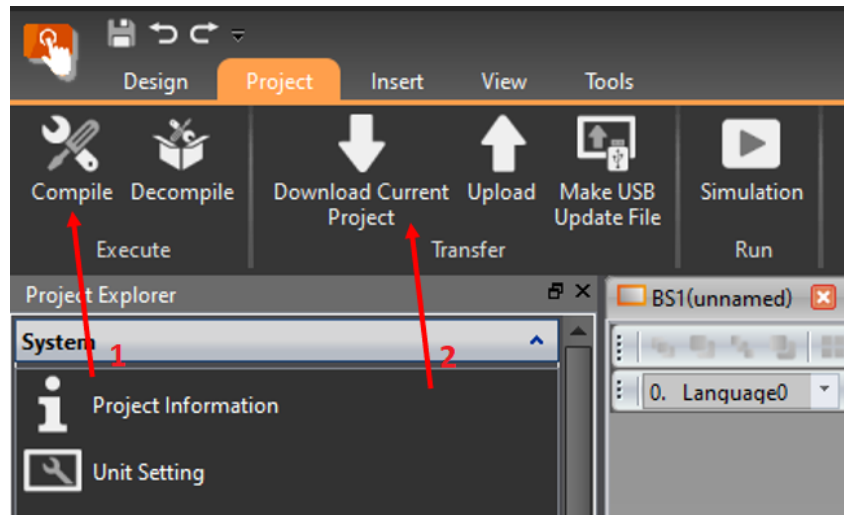 Design Project Insert View Tools
Compile Decompile Download Current Project Upload Make USB Update File Simulation
Execute Transfer Run
Project Explorer
BS1(unnamed)
System
1
2
0. Language0
Project Information
Unit Setting